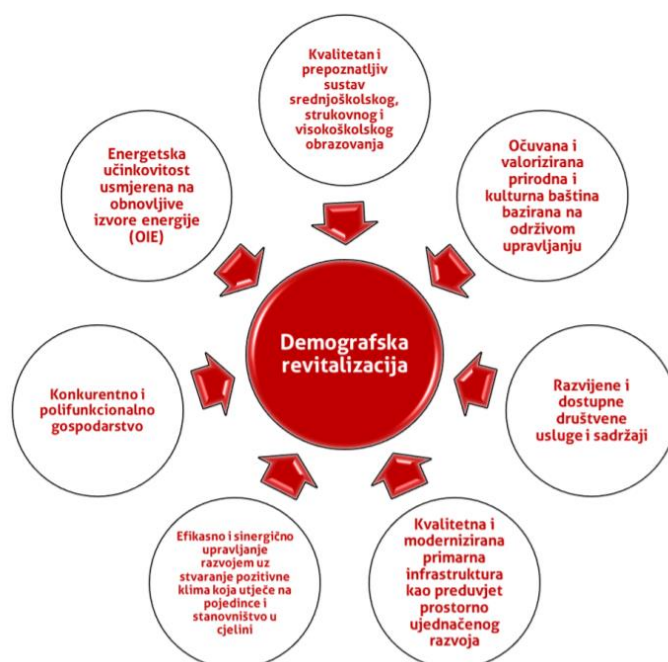 Kvalitetan i
prepoznatljiv
sustav
srednjoškolskog,
strukovnog i
visokoškolskog
obrazovanja
Energetska
učinkovitost
usmjerena na
obnovljive
izvore energije
(OIE)
Očuvana i
valorizirana
prirodna i
kulturna baština
bazirana na
održivom
upravljanju
Demografska
revitalizacija
Konkurentno i
polifunkcionalno
gospodarstvo
Razvijene i
dostupne
društvene
usluge i sadržaji
Efikasno i sinergično
upravljanje
razvojem uz
stvaranje pozitivne
klima koja utječe na
pojedince i
stanovništvo u
cjelini
Kvalitetna i
modernizirana
primarna
infrastruktura
kao preduvjet
prostorno
ujednačenog
razvoja